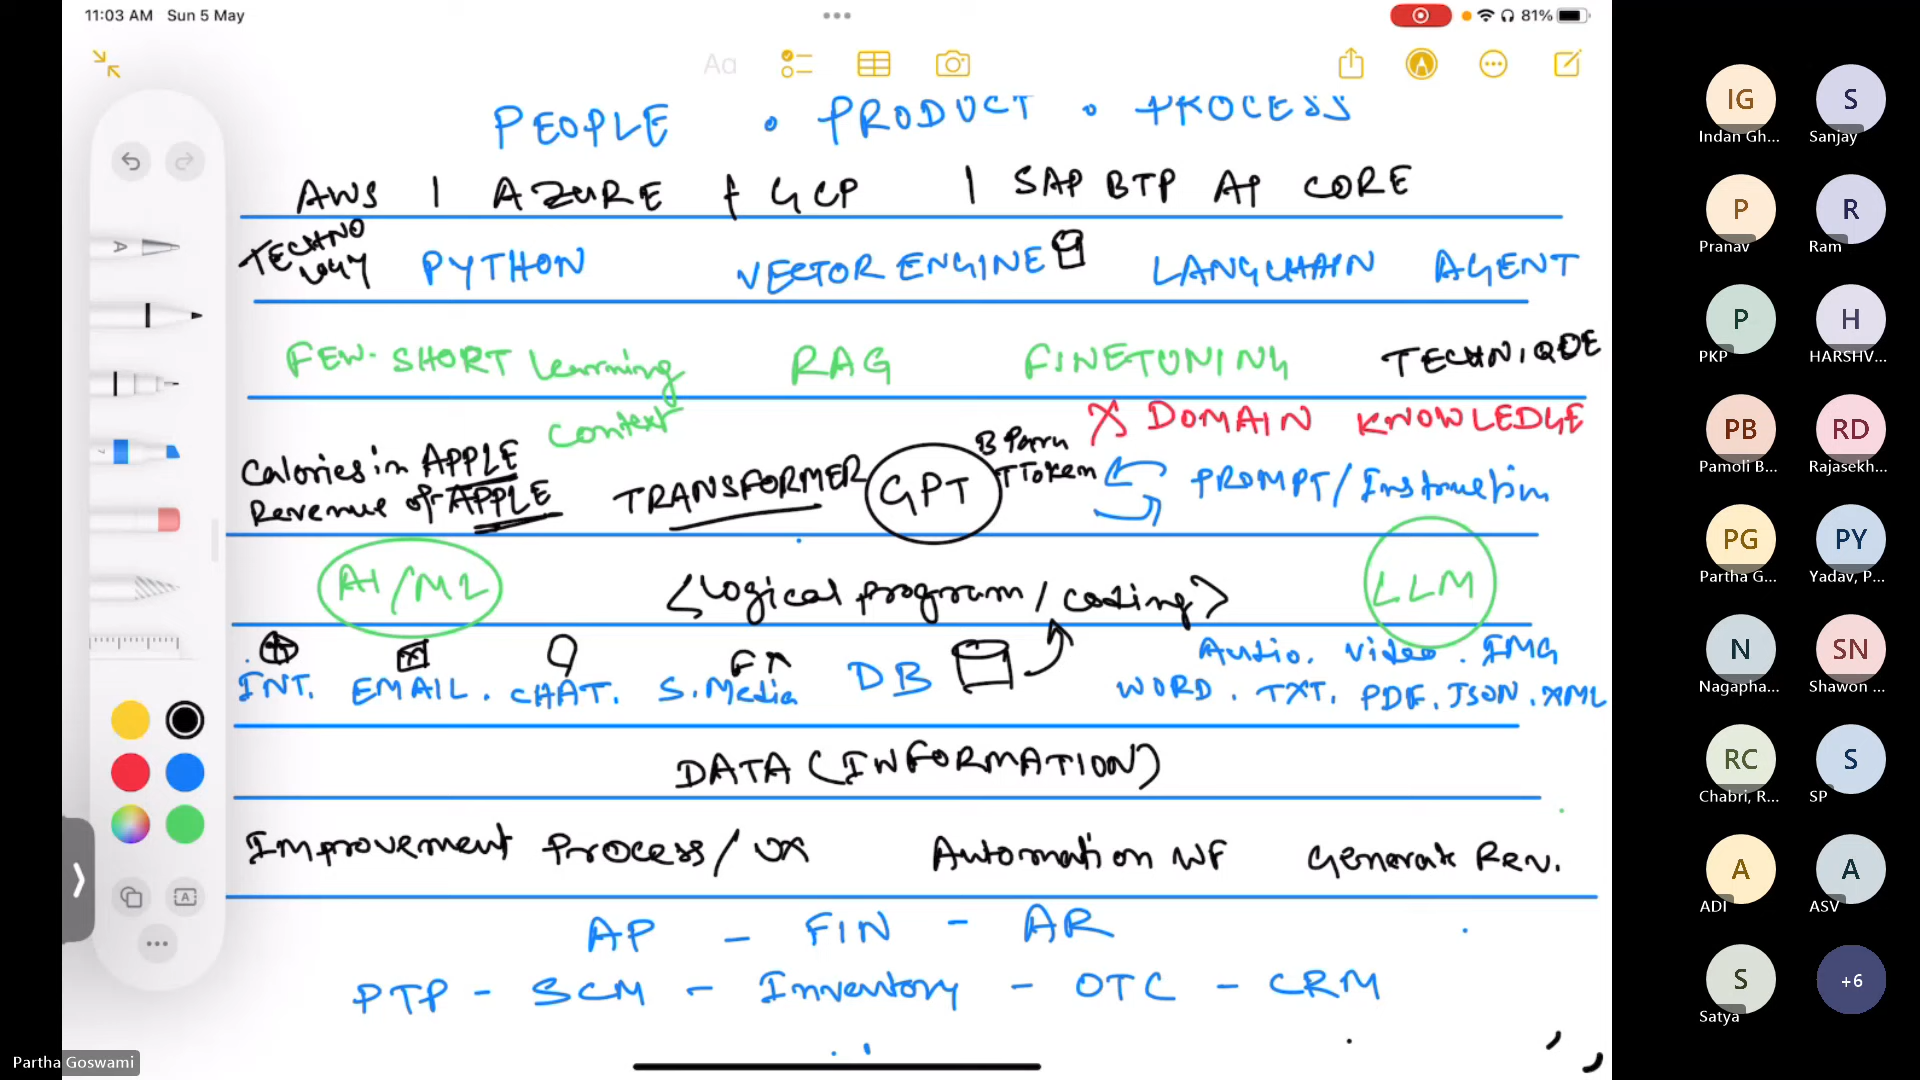 11:03 AM Sun 5 May
81%
Aa
PEOPLE • PRODUCT • PROCESS
AWS | AZURE | GCP | SAP BTP AI CORE
TECHNO
LOGY
PYTHON VECTOR ENGINE LANGCHAIN AGENT
FEW-SHORT Learning RAG FINETUNING TECHNIQUE
context
X DOMAIN KNOWLEDGE
Calories in APPLE
Revenue of APPLE
TRANSFORMER GPT
B Param
T Token
PROMPT/Instruction
AI/ML <Logical program/coding> LLM
Audio. Video. IMG
INT. EMAIL. CHAT. S.Media DB
WORD. TXT. PDF. JSON. XML
DATA (INFORMATION)
Improvement Process/UX Automation WF Generate Rev.
AP - FIN - AR
PTP - SCM - Inventory - OTC - CRM
Partha Goswami
IG S
Indan Gh... Sanjay
P R
Pranav Ram
P H
PKP HARSHV...
PB RD
Pamoli B... Rajasekh...
PG PY
Partha G... Yadav, P...
N SN
Nagapha... Shawon ...
RC S
Chabri, R... SP
A A
ADI ASV
S +6
Satya